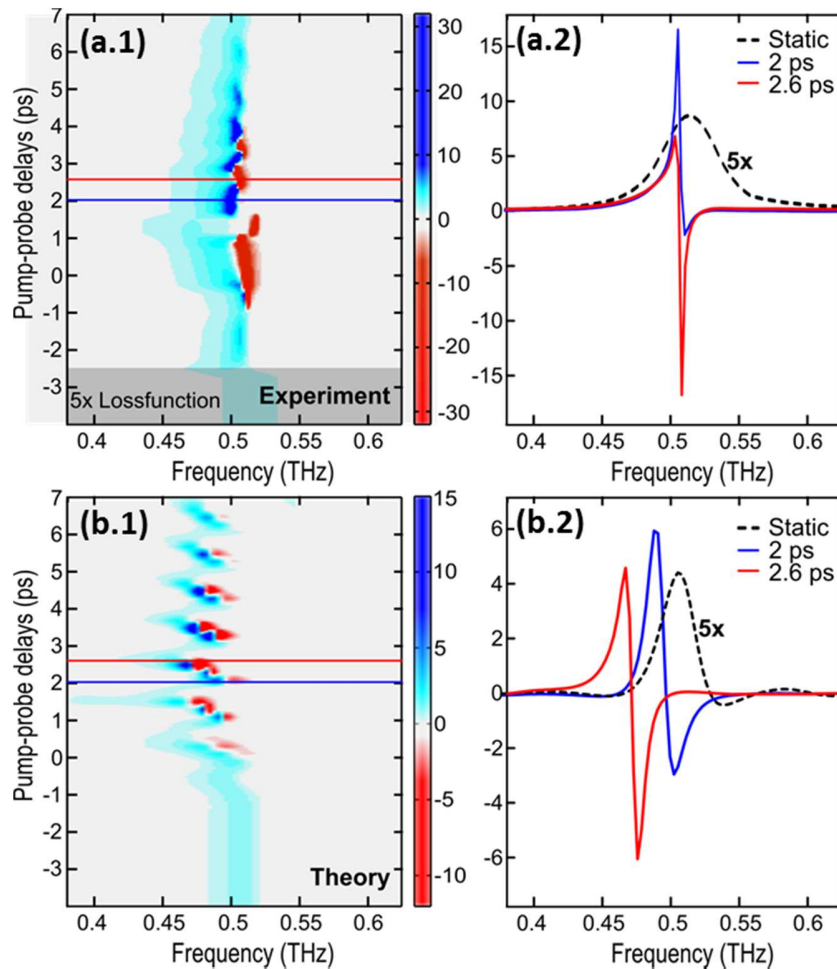 (a.1)
Pump-probe delays (ps)
7
6
5
4
3
2
1
0
-1
-2
-3
5x Lossfunction
Experiment
0.4 0.45 0.5 0.55 0.6
Frequency (THz)
30
20
10
0
-10
-20
-30
(a.2)
15
10
5
0
-5
-10
-15
Static
2 ps
2.6 ps
5x
0.4 0.45 0.5 0.55 0.6
Frequency (THz)
(b.1)
Pump-probe delays (ps)
7
6
5
4
3
2
1
0
-1
-2
-3
Theory
0.4 0.45 0.5 0.55 0.6
Frequency (THz)
15
10
5
0
-5
-10
(b.2)
6
4
2
0
-2
-4
-6
Static
2 ps
2.6 ps
5x
0.4 0.45 0.5 0.55 0.6
Frequency (THz)